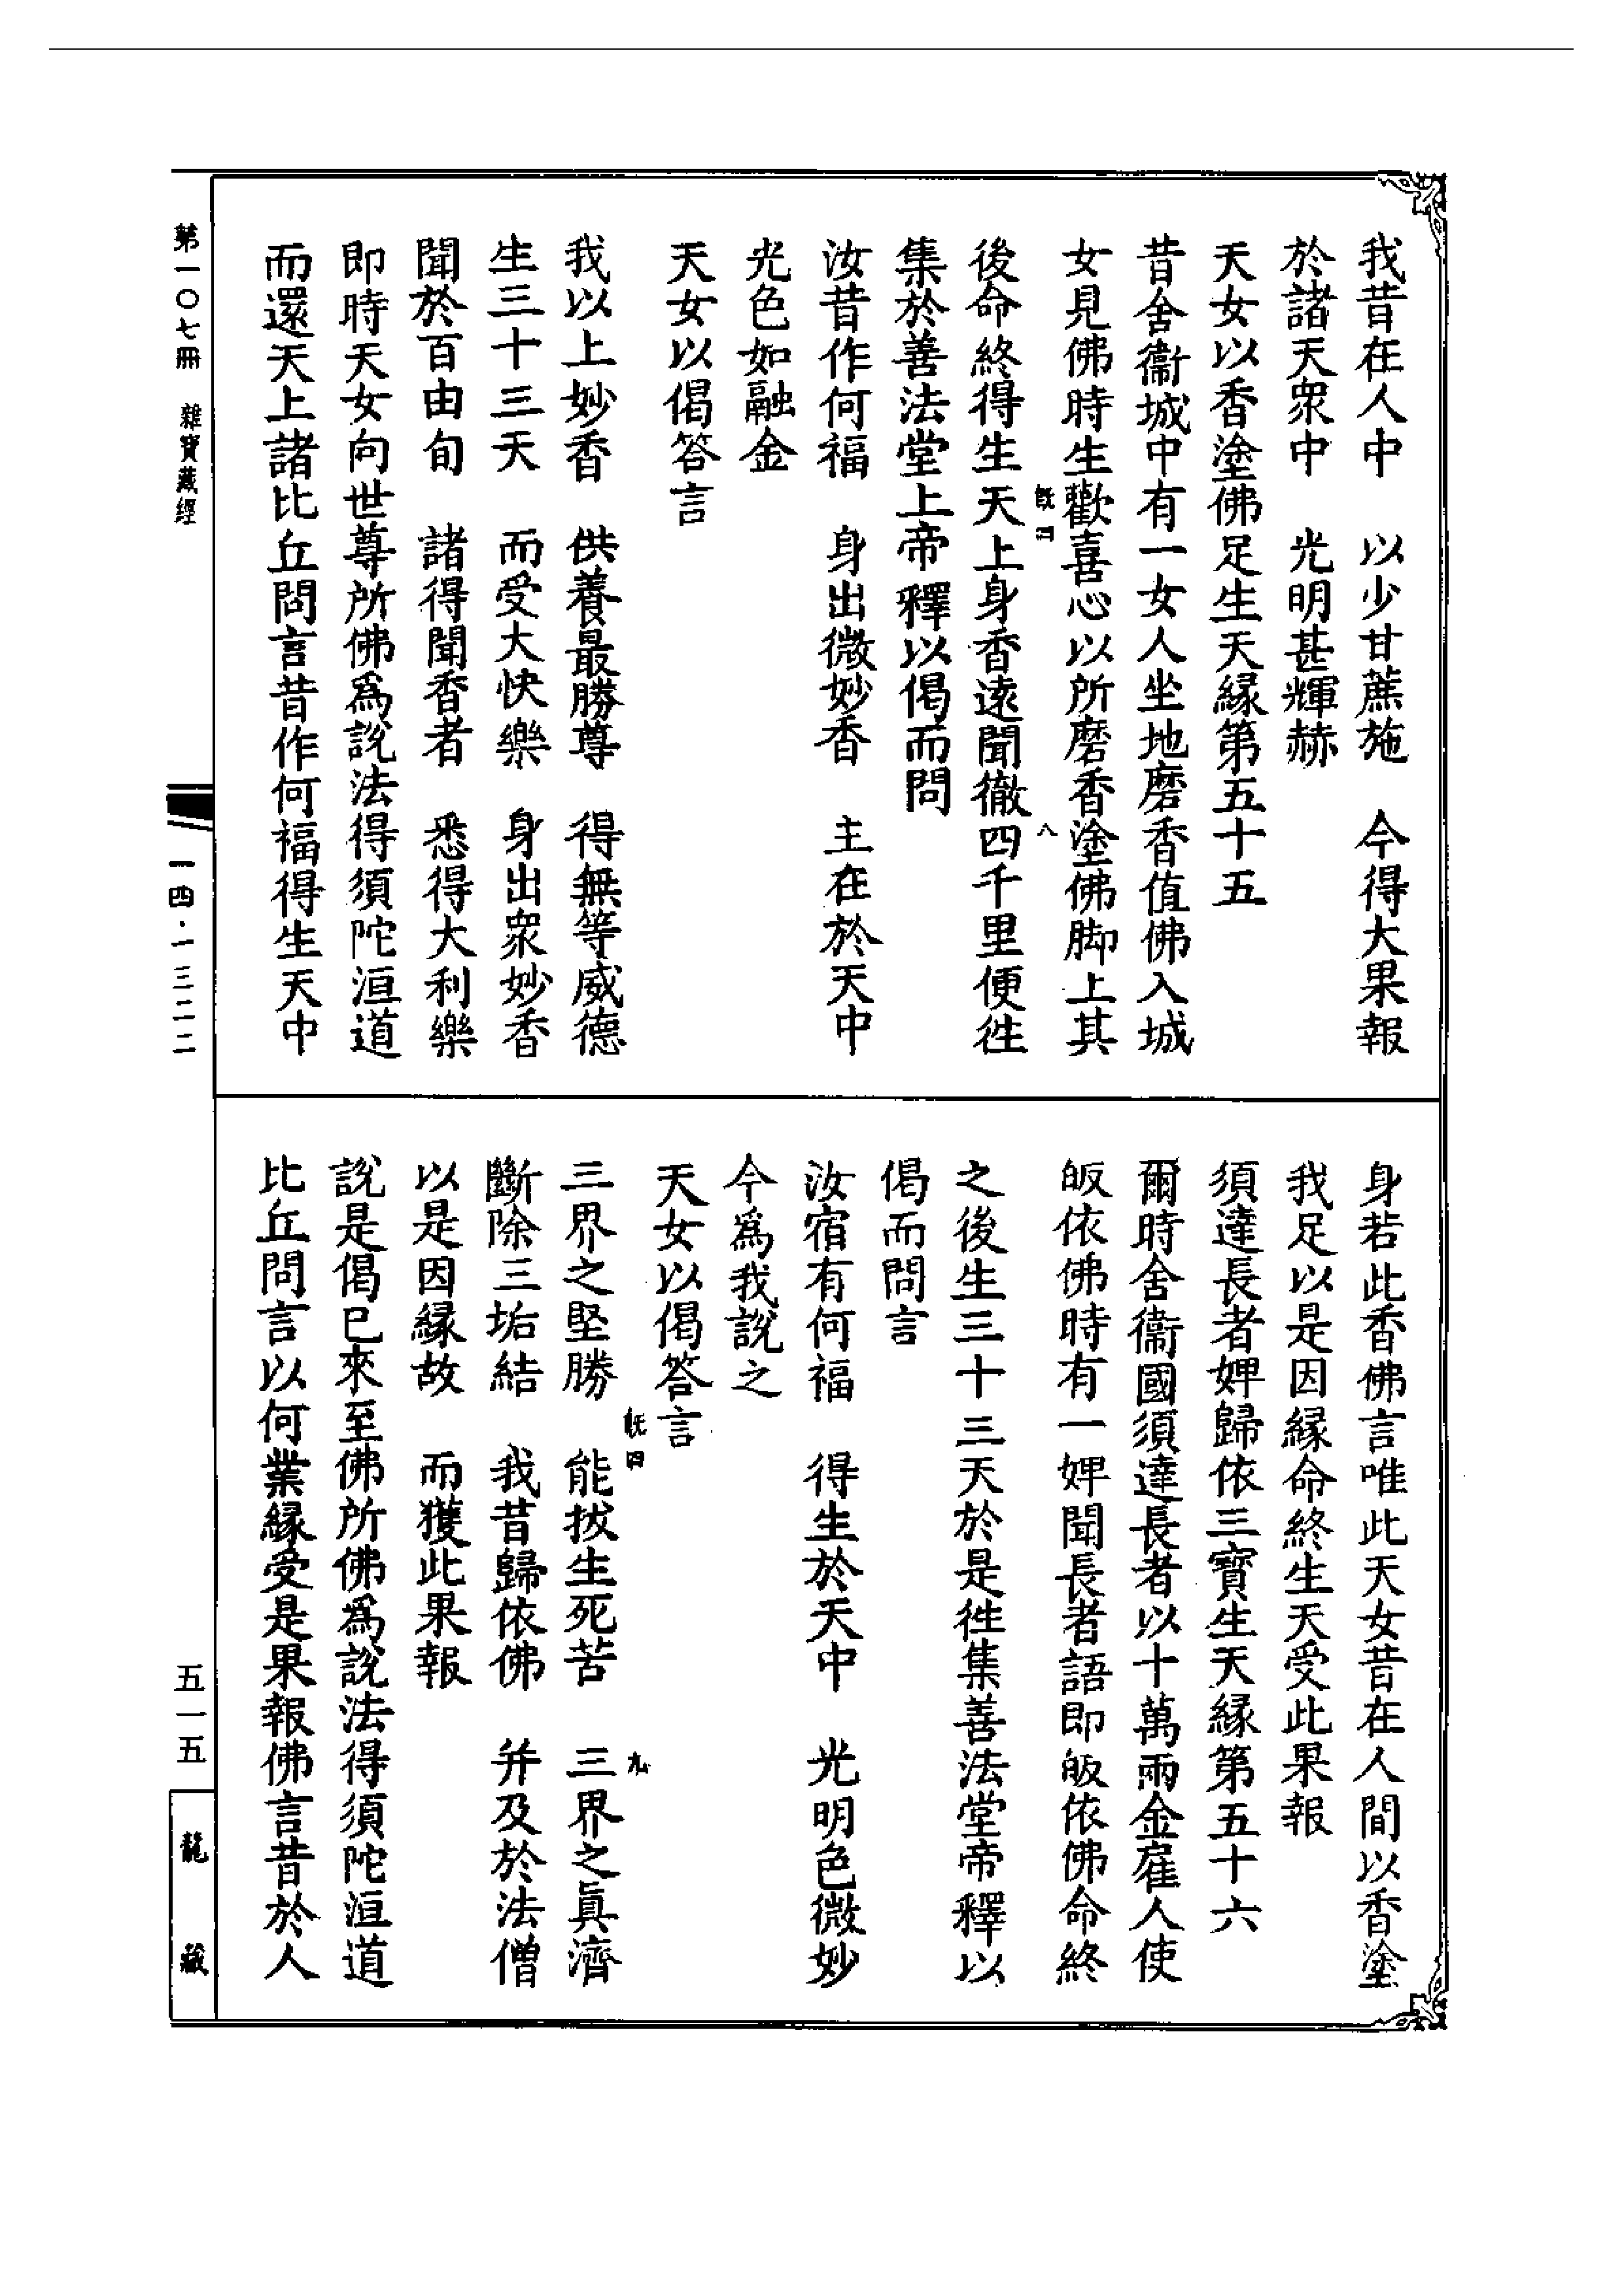 我昔在人中　以少甘蔗施　今得大果報
於諸天衆中　光明甚輝赫
天女以香塗佛足生天緣第五十五
昔舍衞城中有一女人坐地磨香值佛入城
女見佛時生歡喜心以所磨香塗佛脚上其
旣四　八
後命終得生天上身香遠聞徹四千里便徃
集於善法堂上帝釋以偈而問
汝昔作何福　身出微妙香　主在於天中
光色如融金
天女以偈答言
我以上妙香　供養最勝尊　得無等威德
生三十三天　而受大快樂　身出衆妙香
聞於百由旬　諸得聞香者　悉得大利樂
即時天女向世尊所佛爲說法得須陀洹道
而還天上諸比丘問言昔作何福得生天中
身若此香佛言唯此天女昔在人間以香塗
我足以是因緣命終生天受此果報
須達長者婢歸依三寶生天緣第五十六
爾時舍衞國須達長者以十萬兩金雇人使
皈依佛時有一婢聞長者語即皈依佛命終
之後生三十三天於是徃集善法堂帝釋以
偈而問言
汝宿有何福　得生於天中　光明色微妙
今爲我說之
天女以偈答言
旣四　九
三界之堅勝　能拔生死苦　三界之眞濟
斷除三垢結　我昔歸依佛　并及於法僧
以是因緣故　而獲此果報
說是偈已來至佛所佛爲說法得須陀洹道
比丘問言以何業緣受是果報佛言昔於人
第一〇七冊　雜寶藏經
一四·一三二二
五一五
龍藏